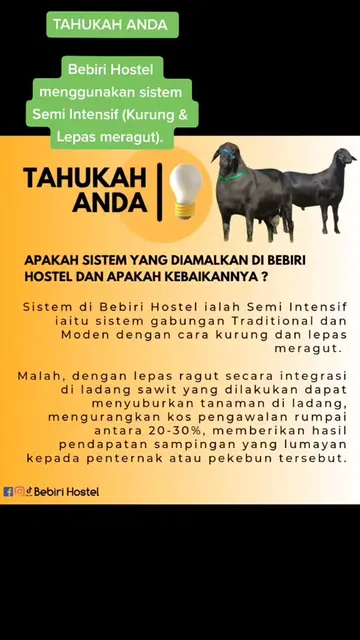 TAHUKAH ANDA
Bebiri Hostel
menggunakan sistem
Semi Intensif (Kurung &
Lepas meragut).
TAHUKAH
ANDA
APAKAH SISTEM YANG DIAMALKAN DI BEBIRI
HOSTEL DAN APAKAH KEBAIKANNYA ?
Sistem di Bebiri Hostel ialah Semi Intensif
iaitu sistem gabungan Traditional dan
Moden dengan cara kurung dan lepas
meragut.
Malah, dengan lepas ragut secara integrasi
di ladang sawit yang dilakukan dapat
menyuburkan tanaman di ladang,
mengurangkan kos pengawalan rumpai
antara 20-30%, memberikan hasil
pendapatan sampingan yang lumayan
kepada penternak atau pekebun tersebut.
Bebiri Hostel